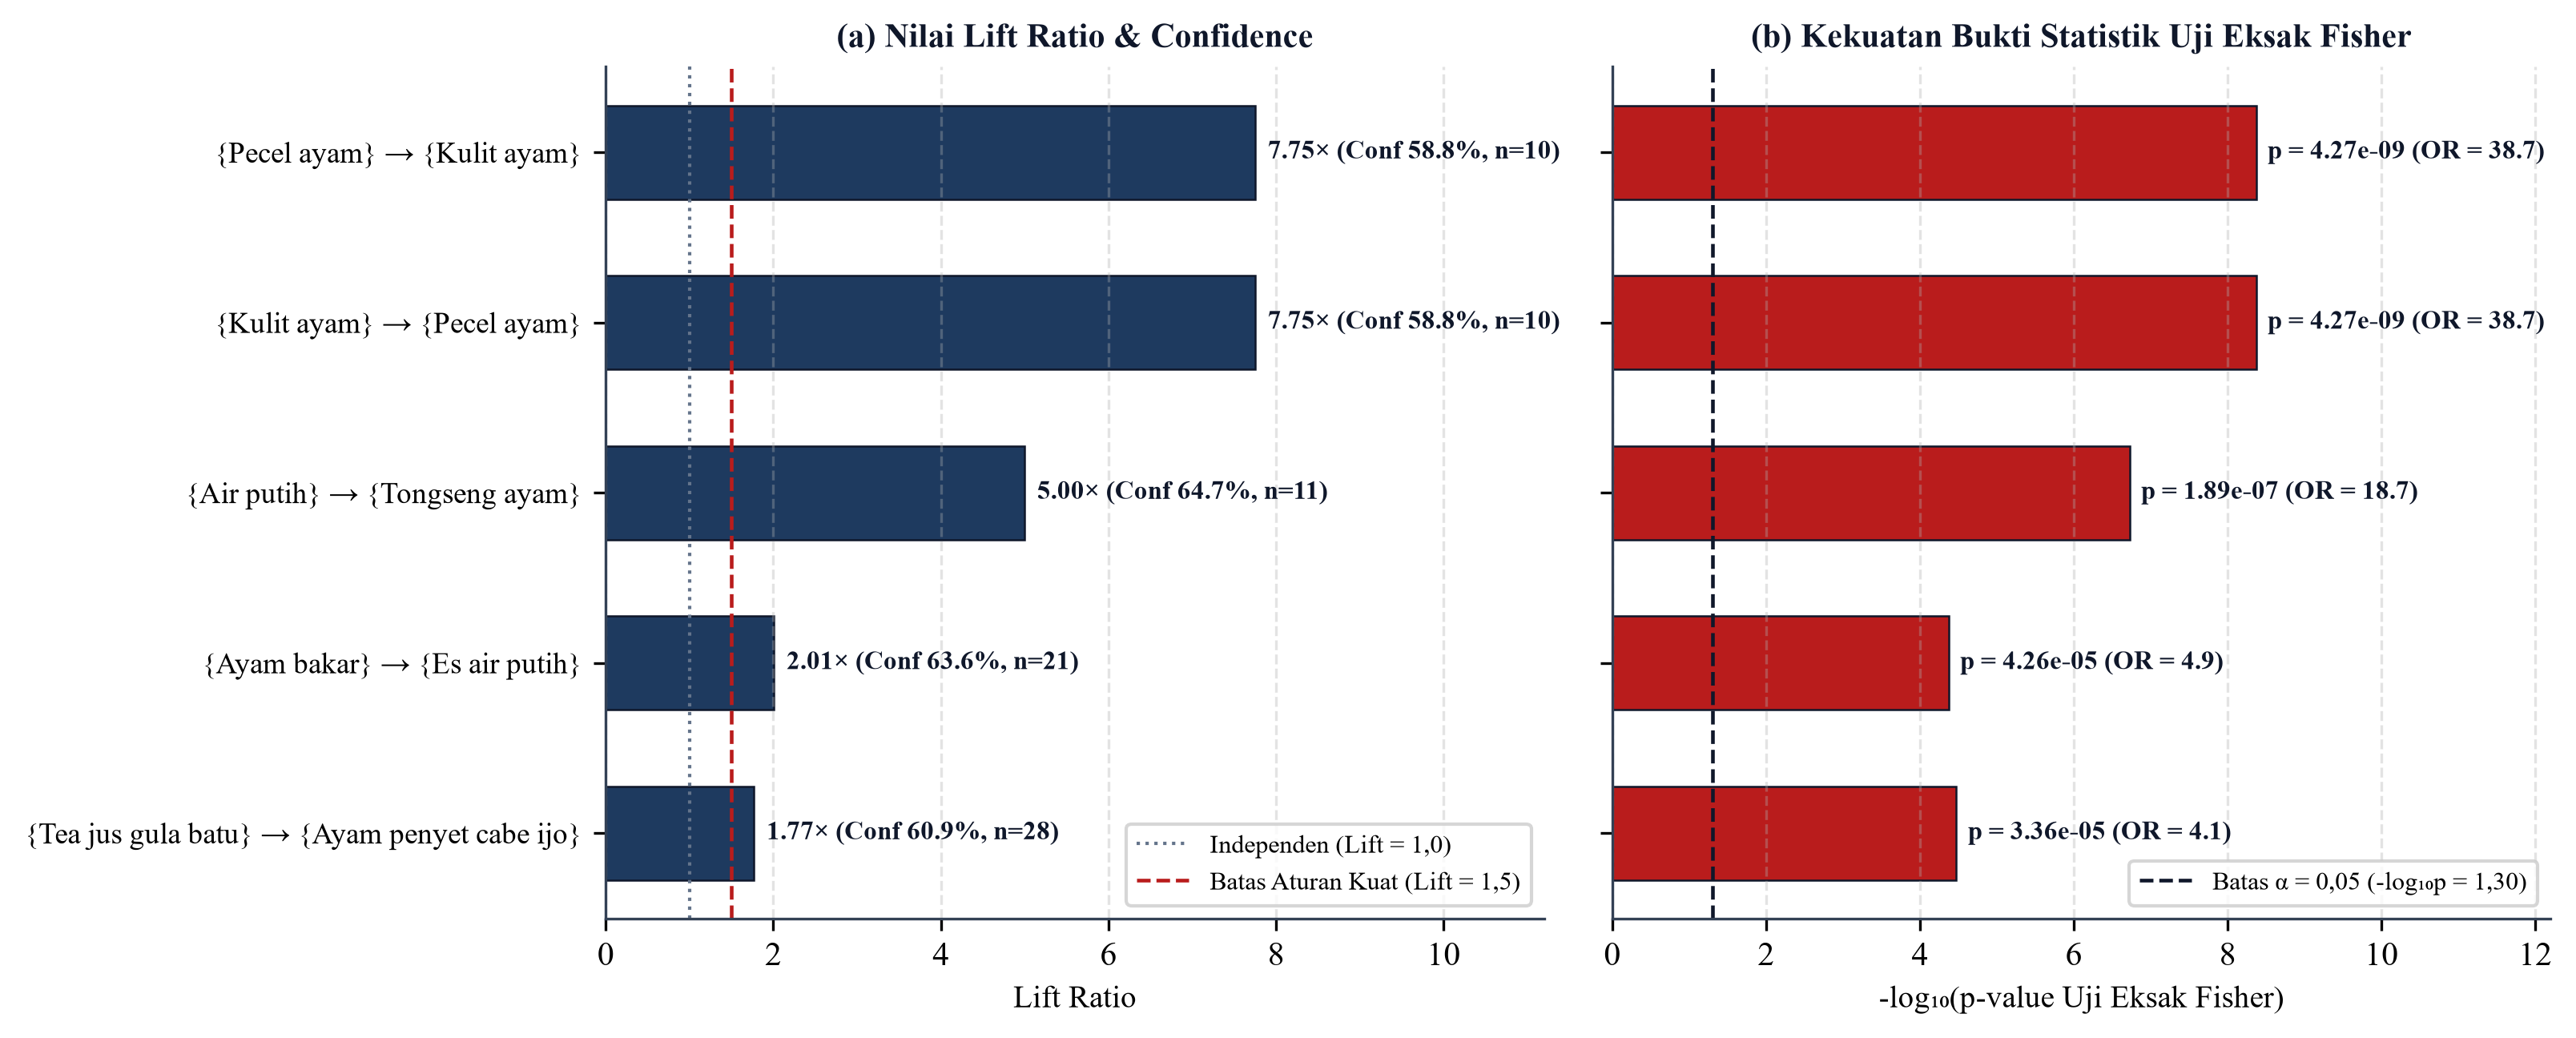 (a) Nilai Lift Ratio & Confidence
{Pecel ayam} → {Kulit ayam}
7.75× (Conf 58.8%, n=10)
{Kulit ayam} → {Pecel ayam}
7.75× (Conf 58.8%, n=10)
{Air putih} → {Tongseng ayam}
5.00× (Conf 64.7%, n=11)
{Ayam bakar} → {Es air putih}
2.01× (Conf 63.6%, n=21)
{Tea jus gula batu} → {Ayam penyet cabe ijo}
1.77× (Conf 60.9%, n=28)
Independen (Lift = 1,0)
Batas Aturan Kuat (Lift = 1,5)
0 2 4 6 8 10
Lift Ratio
(b) Kekuatan Bukti Statistik Uji Eksak Fisher
p = 4.27e-09 (OR = 38.7)
p = 4.27e-09 (OR = 38.7)
p = 1.89e-07 (OR = 18.7)
p = 4.26e-05 (OR = 4.9)
p = 3.36e-05 (OR = 4.1)
Batas α = 0,05 (-log₁₀p = 1,30)
0 2 4 6 8 10 12
-log₁₀(p-value Uji Eksak Fisher)